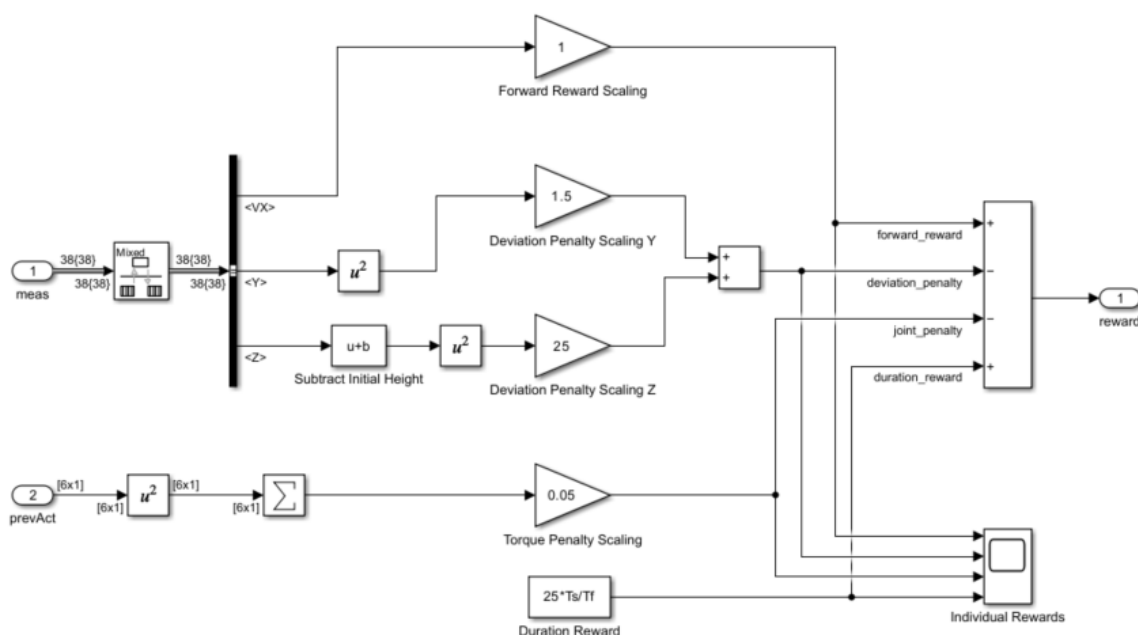 1
Forward Reward Scaling
<VX>
1.5
Deviation Penalty Scaling Y
+
forward_reward
1
meas
38{38}
38{38}
Mixed
38{38}
38{38}
<Y>
u²
+
+
−
deviation_penalty
1
reward
−
joint_penalty
<Z>
u+b
Subtract Initial Height
u²
25
Deviation Penalty Scaling Z
+
duration_reward
2
prevAct
[6x1]
[6x1]
u²
[6x1]
[6x1]
∑
0.05
Torque Penalty Scaling
25*Ts/Tf
Duration Reward
Individual Rewards